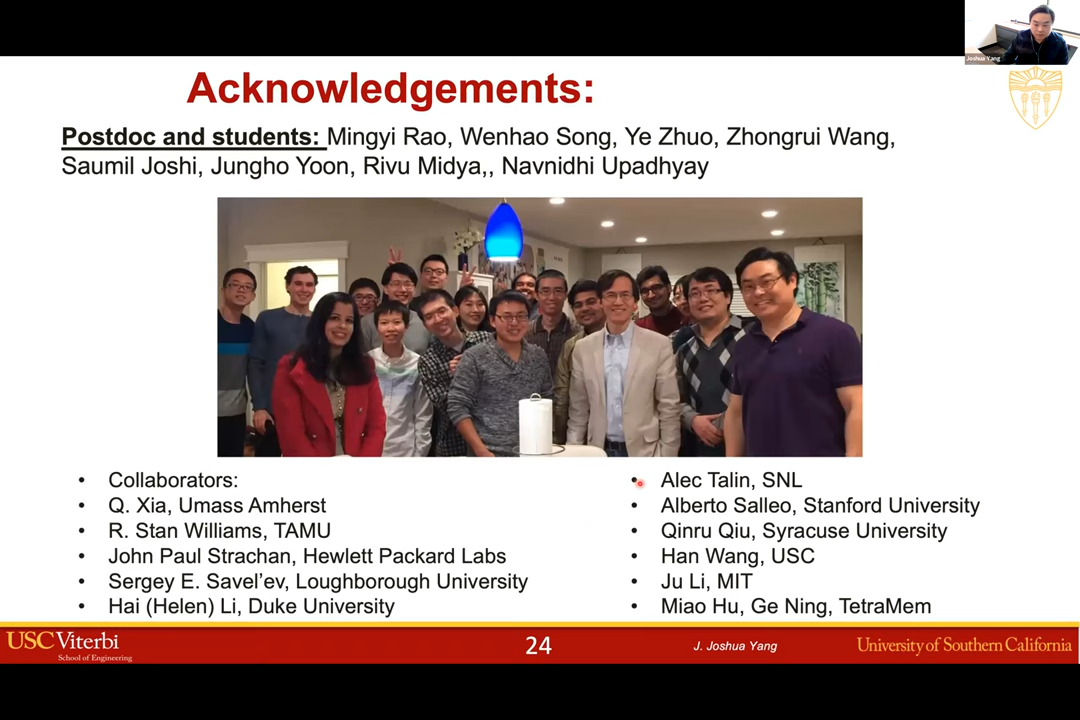 Joshua Yang
Acknowledgements:
Postdoc and students: Mingyi Rao, Wenhao Song, Ye Zhuo, Zhongrui Wang,
Saumil Joshi, Jungho Yoon, Rivu Midya,, Navnidhi Upadhyay
• Collaborators:
• Q. Xia, Umass Amherst
• R. Stan Williams, TAMU
• John Paul Strachan, Hewlett Packard Labs
• Sergey E. Savel’ev, Loughborough University
• Hai (Helen) Li, Duke University
• Alec Talin, SNL
• Alberto Salleo, Stanford University
• Qinru Qiu, Syracuse University
• Han Wang, USC
• Ju Li, MIT
• Miao Hu, Ge Ning, TetraMem
USC Viterbi
School of Engineering
24
J. Joshua Yang
University of Southern California